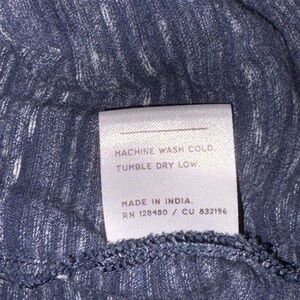 MACHINE WASH COLD.
TUMBLE DRY LOW.
MADE IN INDIA.
RN 128480 / CU 832196